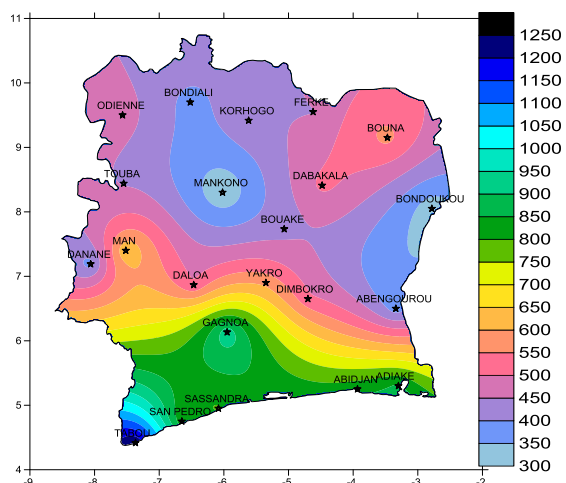 11
10
9
8
7
6
5
4
-9
-8
-7
-6
-5
-4
-3
-2
BONDIALI
ODIENNE
FERKE
KORHOGO
BOUNA
TOUBA
DABAKALA
MANKONO
BONDOUKOU
BOUAKE
MAN
DANANE
DALOA
YAKRO
DIMBOKRO
ABENGOUROU
GAGNOA
ABIDJAN
ADIAKE
SASSANDRA
SAN PEDRO
TABOU
1250
1200
1150
1100
1050
1000
950
900
850
800
750
700
650
600
550
500
450
400
350
300